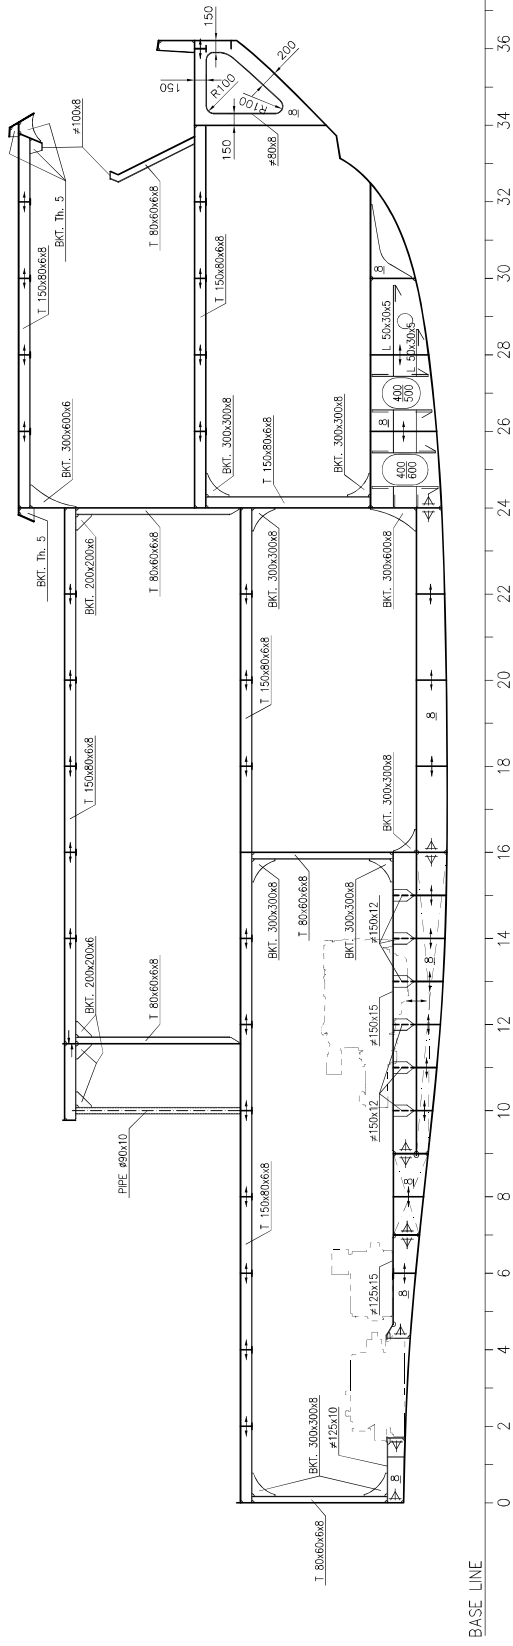 150
200
R100
R100
150
150
8
≠80x8
≠100x8
BKT. Th. 5
T 80x60x6x8
T 150x80x6x8
T 150x80x6x8
8
L 50x30x5
L 50x30x5
BKT. 300x600x6
BKT. 300x300x8
T 150x80x6x8
BKT. 300x300x8
400
500
8
400
600
BKT. Th. 5
BKT. 200x200x6
T 80x60x6x8
BKT. 300x300x8
BKT. 300x600x8
T 150x80x6x8
T 150x80x6x8
8
BKT. 300x300x8
BKT. 300x300x8
T 80x60x6x8
BKT. 300x300x8
≠150x12
8
BKT. 200x200x6
T 80x60x6x8
≠150x15
≠150x12
PIPE ø90x10
8
T 150x80x6x8
≠125x15
8
BKT. 300x300x8
≠125x10
8
T 80x60x6x8
BASE LINE
0
2
4
6
8
10
12
14
16
18
20
22
24
26
28
30
32
34
36